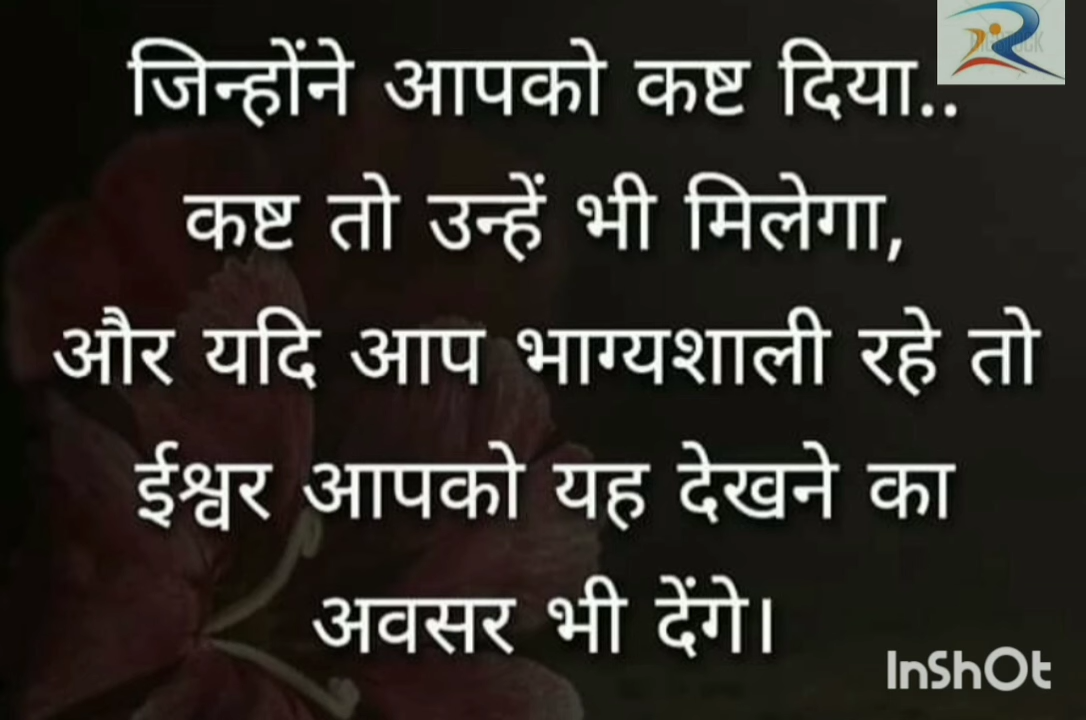 जिन्होंने आपको कष्ट दिया..
कष्ट तो उन्हें भी मिलेगा,
और यदि आप भाग्यशाली रहे तो
ईश्वर आपको यह देखने का
अवसर भी देंगे।
InShOt